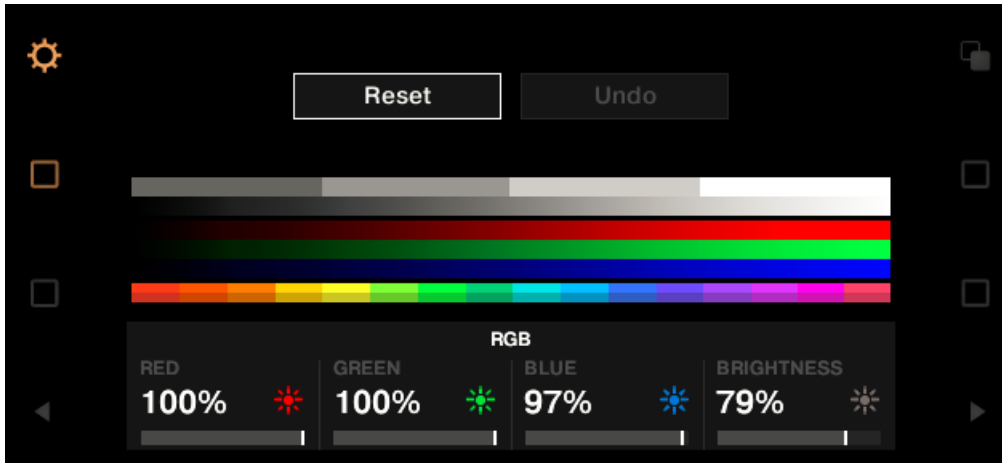 Reset Undo
RGB
RED GREEN BLUE BRIGHTNESS
100% 100% 97% 79%